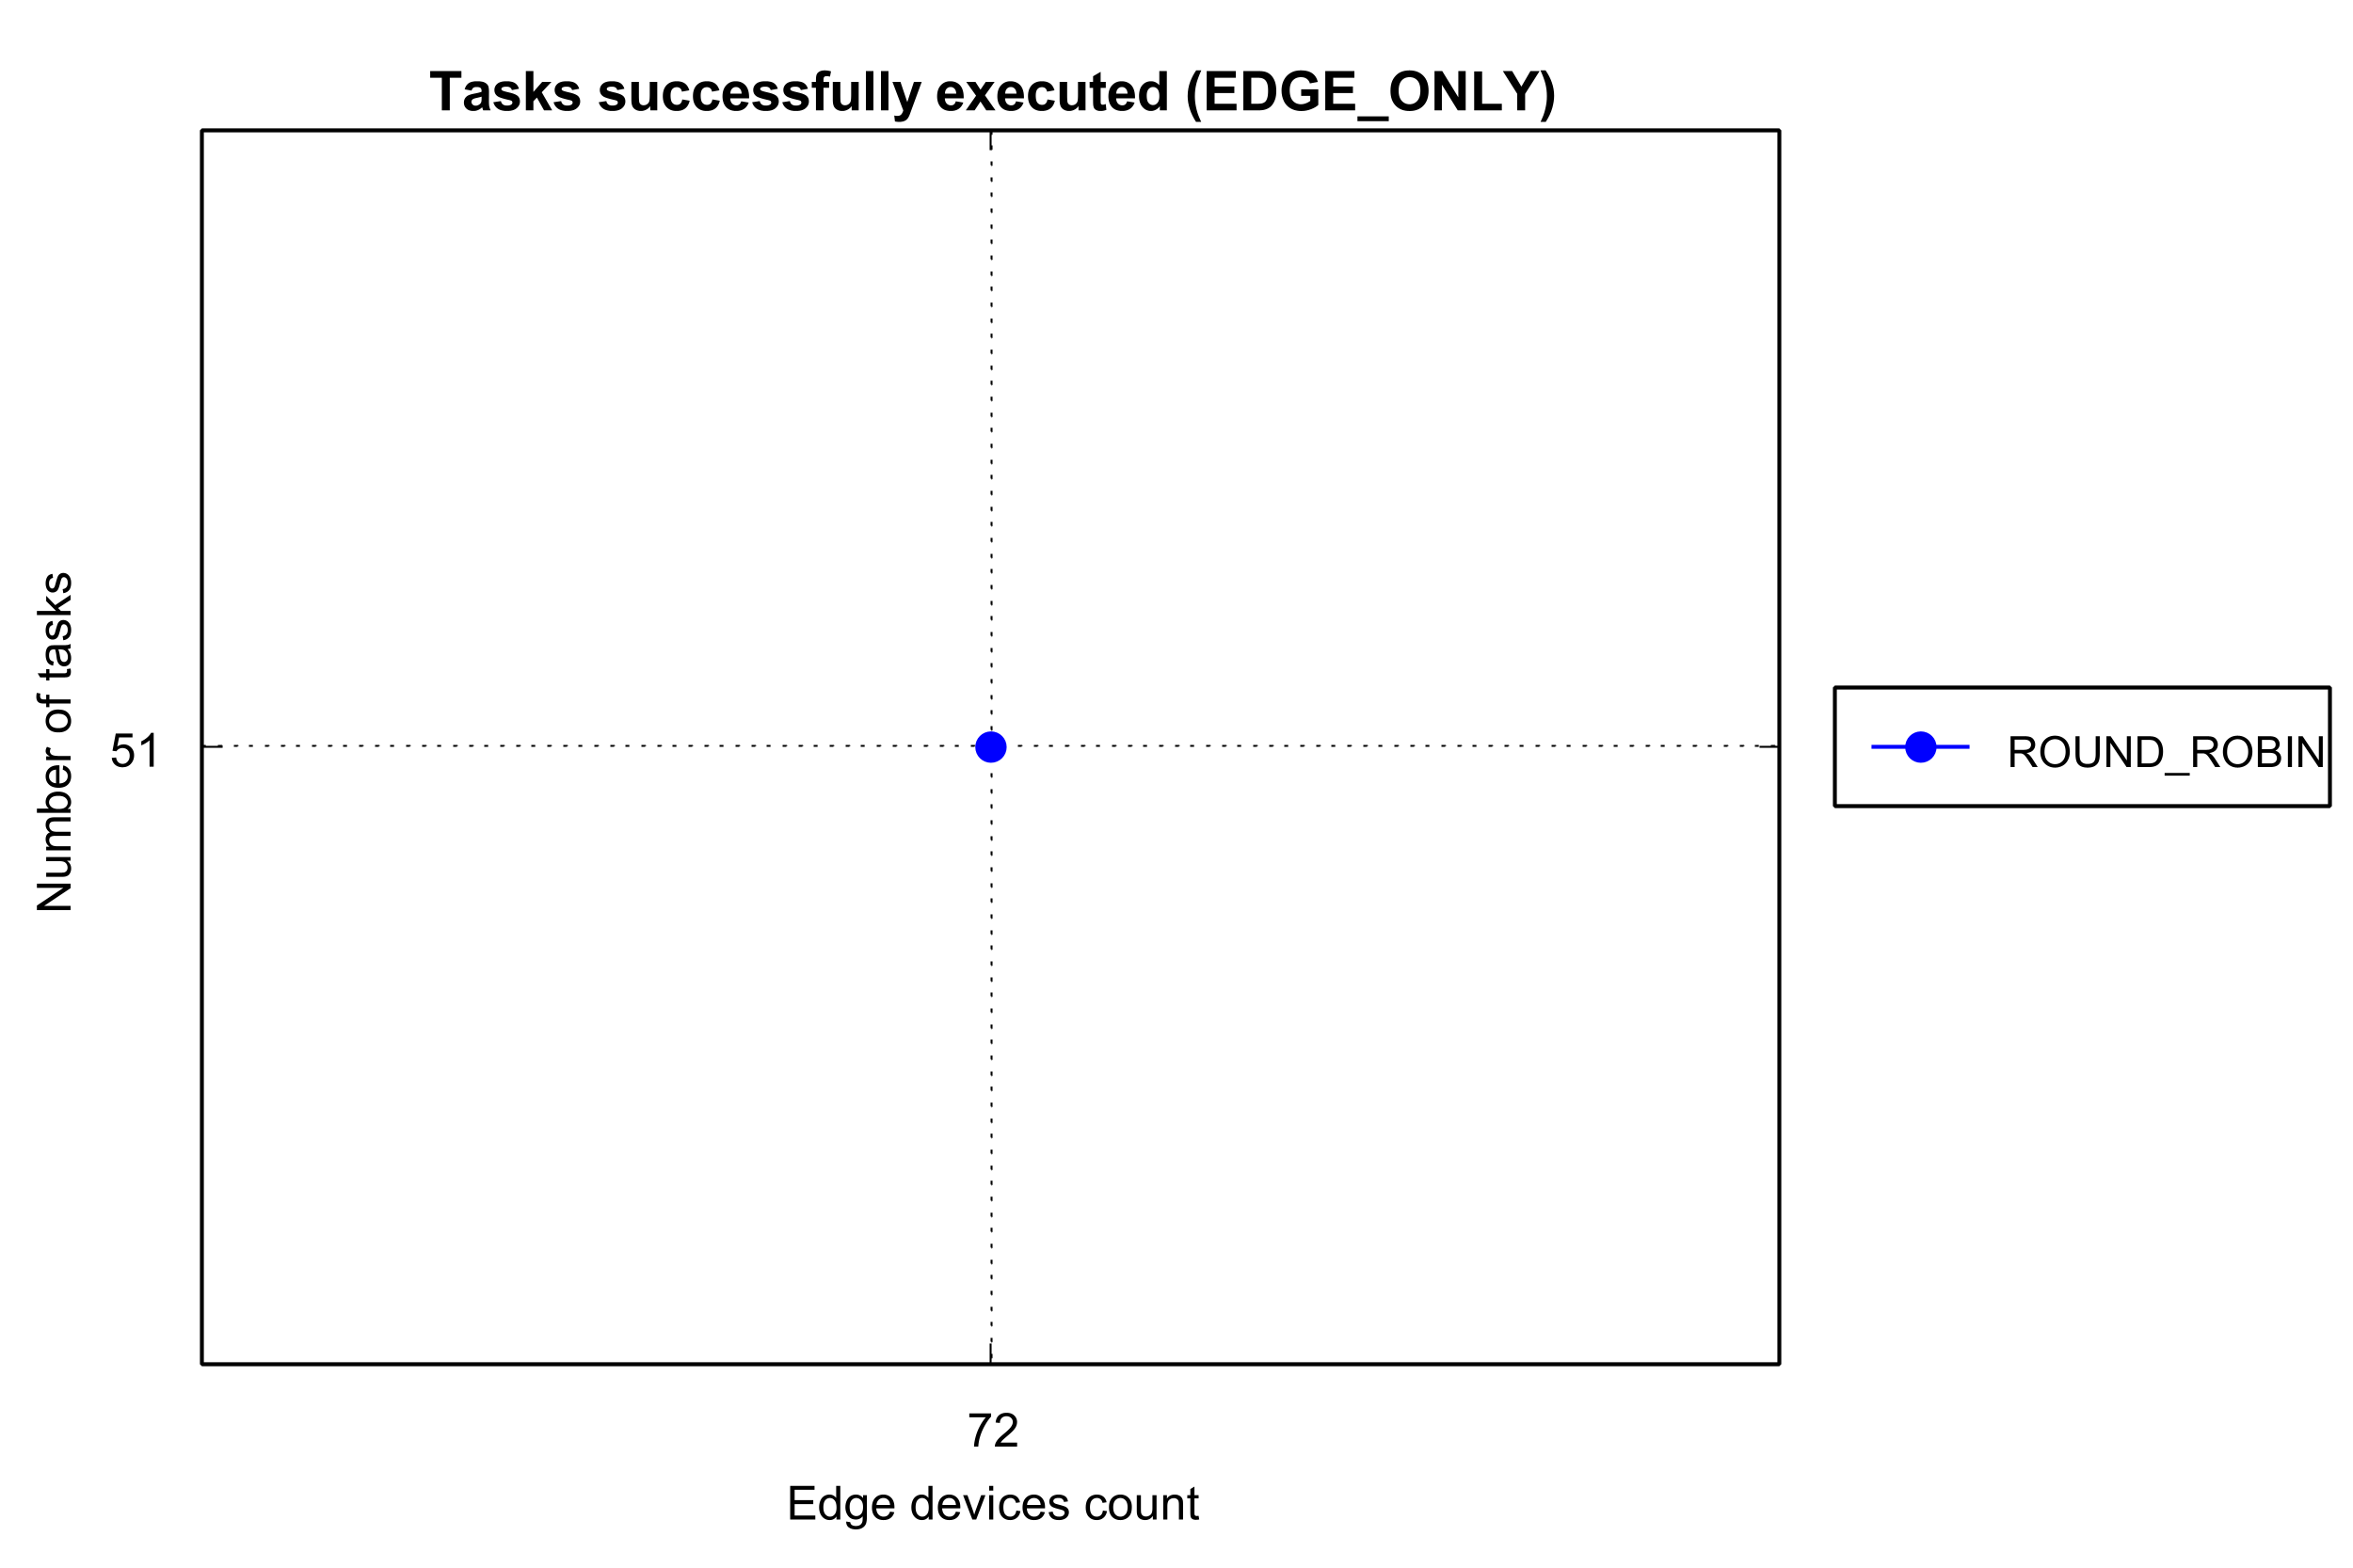 Tasks successfully executed (EDGE_ONLY)
Number of tasks
51
ROUND_ROBIN
72
Edge devices count